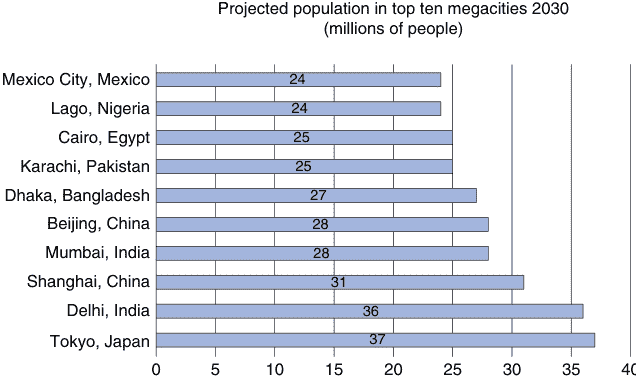 Projected population in top ten megacities 2030
(millions of people)
Mexico City, Mexico 24
Lago, Nigeria 24
Cairo, Egypt 25
Karachi, Pakistan 25
Dhaka, Bangladesh 27
Beijing, China 28
Mumbai, India 28
Shanghai, China 31
Delhi, India 36
Tokyo, Japan 37
0 5 10 15 20 25 30 35 40